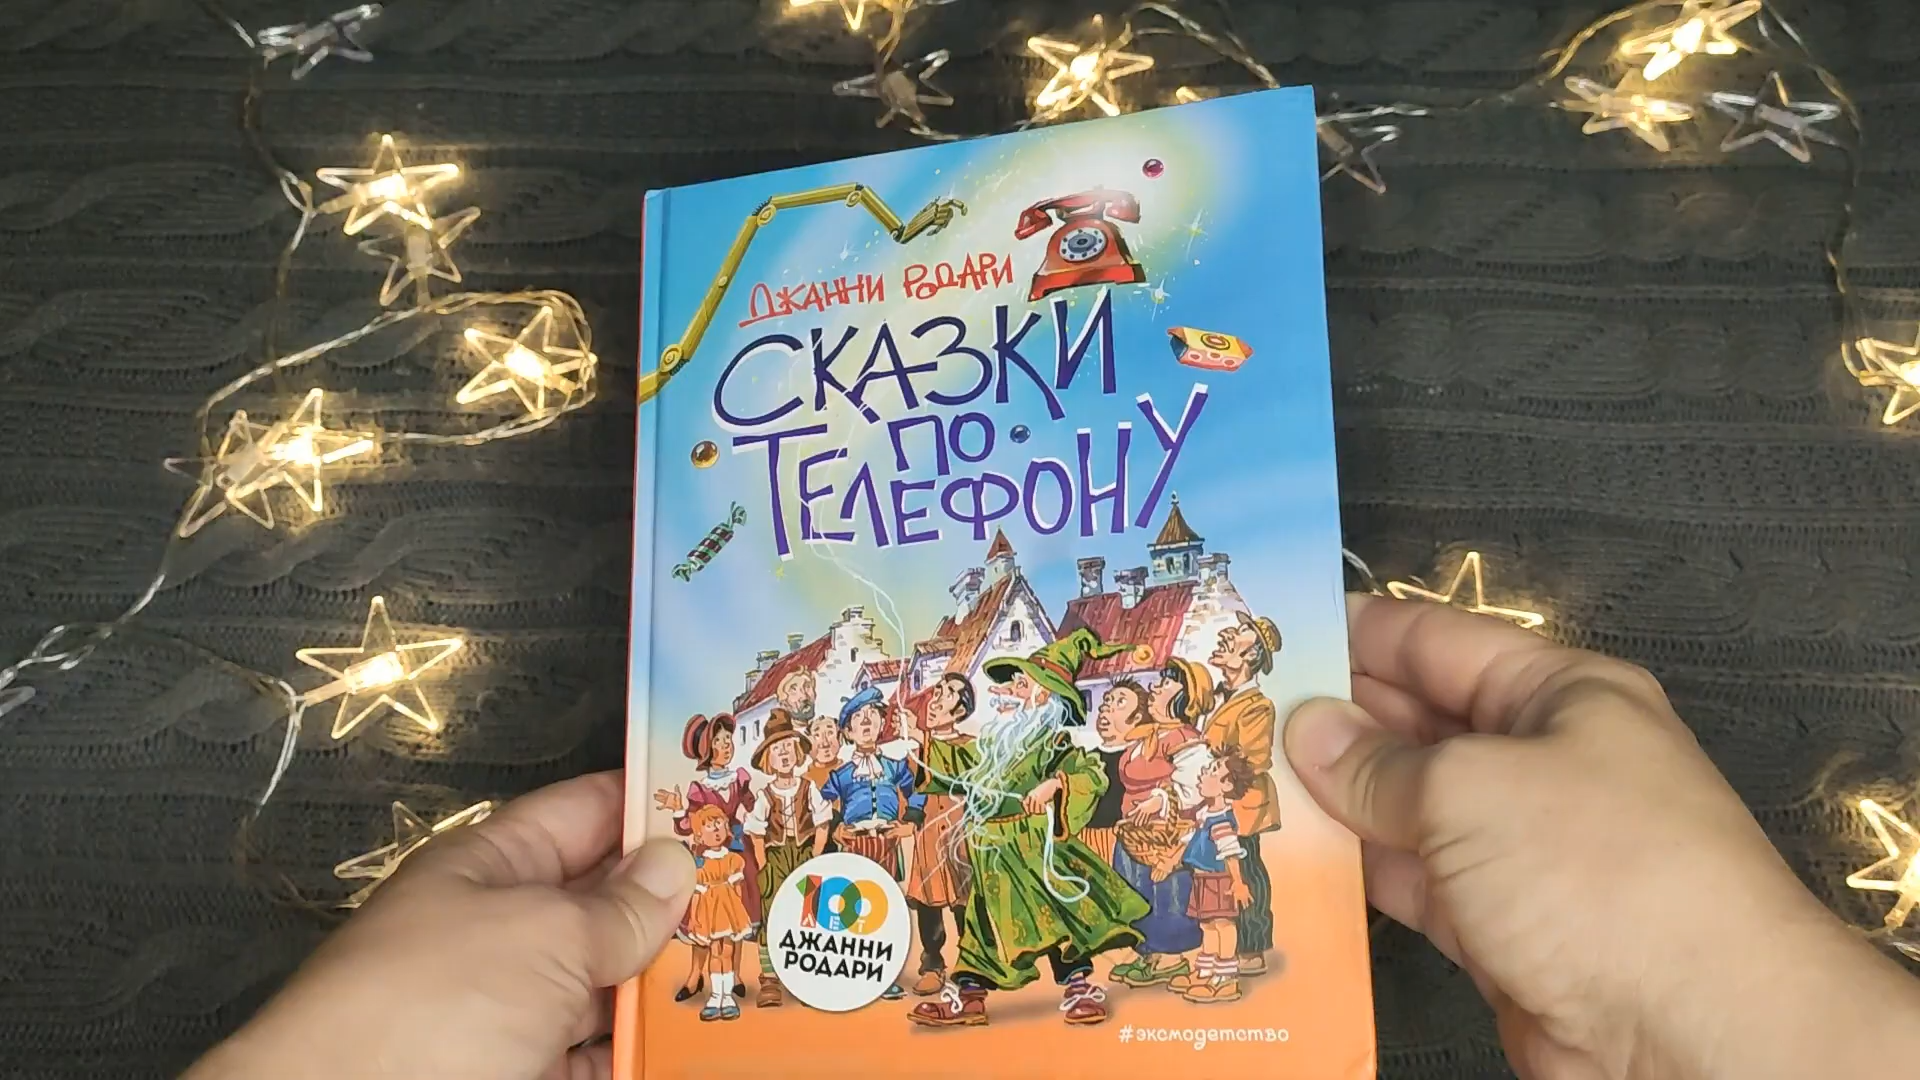 Джанни Родари
Сказки
по
Телефону
100
ЛЕТ
ДЖАННИ
РОДАРИ
#эксмодетство